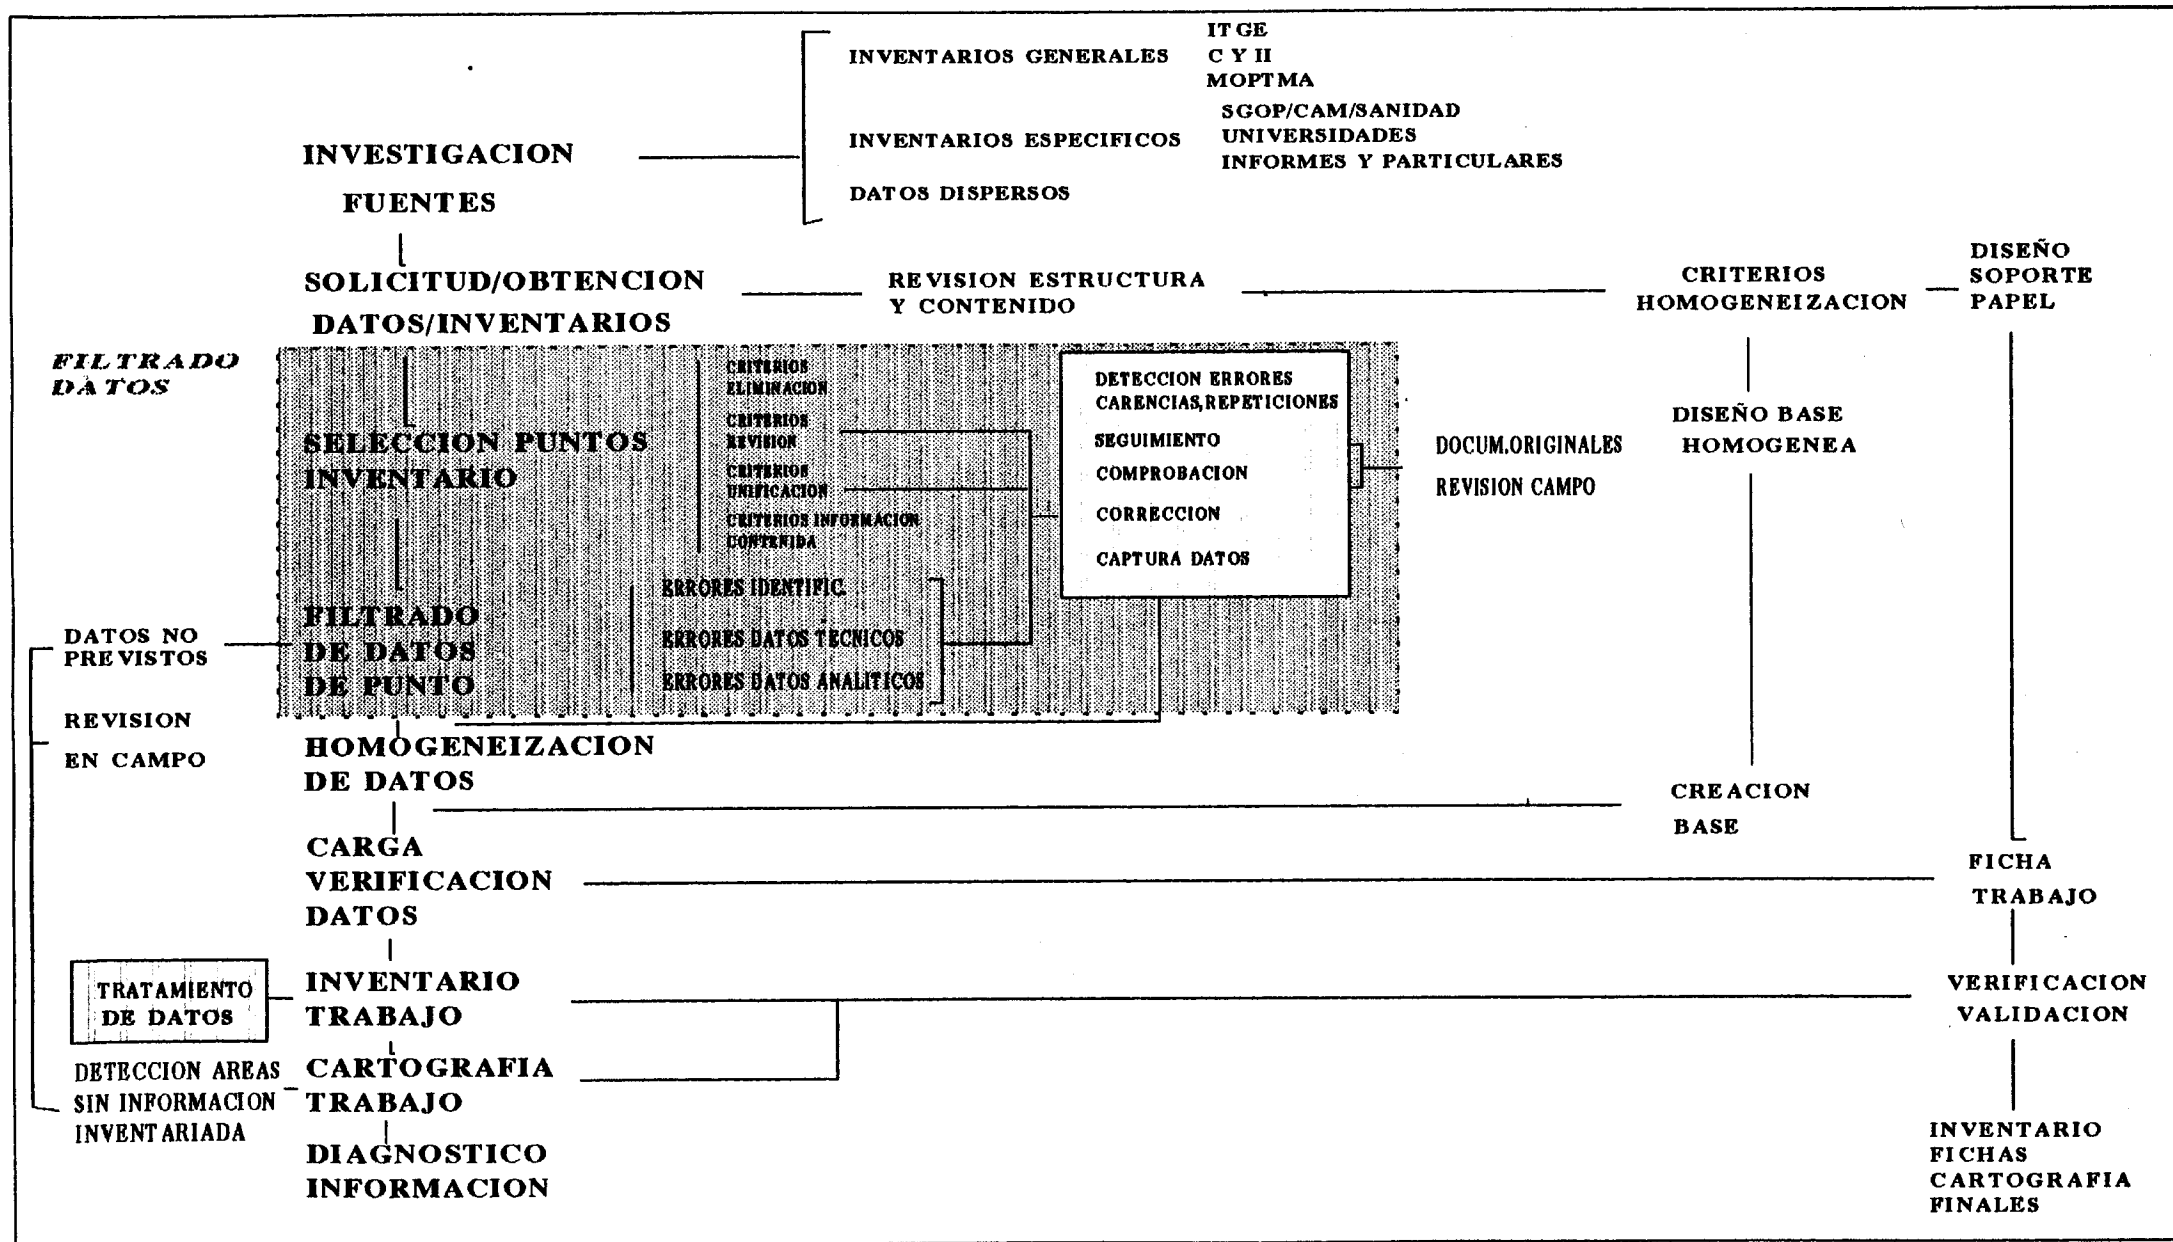 INVENTARIOS GENERALES
ITGE
C Y II
MOPTMA
INVENTARIOS ESPECIFICOS
SGOP/CAM/SANIDAD
UNIVERSIDADES
INFORMES Y PARTICULARES
DATOS DISPERSOS
INVESTIGACION
FUENTES
SOLICITUD/OBTENCION
DATOS/INVENTARIOS
REVISION ESTRUCTURA
Y CONTENIDO
CRITERIOS
HOMOGENEIZACION
DISEÑO
SOPORTE
PAPEL
FILTRADO
DATOS
SELECCION PUNTOS
INVENTARIO
CRITERIOS
ELIMINACION
CRITERIOS
REVISION
CRITERIOS
UNIFICACION
CRITERIOS INFORMACION
CONTENIDA
DETECCION ERRORES
CARENCIAS,REPETICIONES
SEGUIMIENTO
COMPROBACION
CORRECCION
CAPTURA DATOS
DOCUM.ORIGINALES
REVISION CAMPO
DISEÑO BASE
HOMOGENEA
FILTRADO
DE DATOS
DE PUNTO
ERRORES IDENTIFIC.
ERRORES DATOS TECNICOS
ERRORES DATOS ANALITICOS
DATOS NO
PREVISTOS
REVISION
EN CAMPO
HOMOGENEIZACION
DE DATOS
CREACION
BASE
CARGA
VERIFICACION
DATOS
FICHA
TRABAJO
TRATAMIENTO
DE DATOS
INVENTARIO
TRABAJO
VERIFICACION
VALIDACION
DETECCION AREAS
SIN INFORMACION
INVENTARIADA
CARTOGRAFIA
TRABAJO
DIAGNOSTICO
INFORMACION
INVENTARIO
FICHAS
CARTOGRAFIA
FINALES